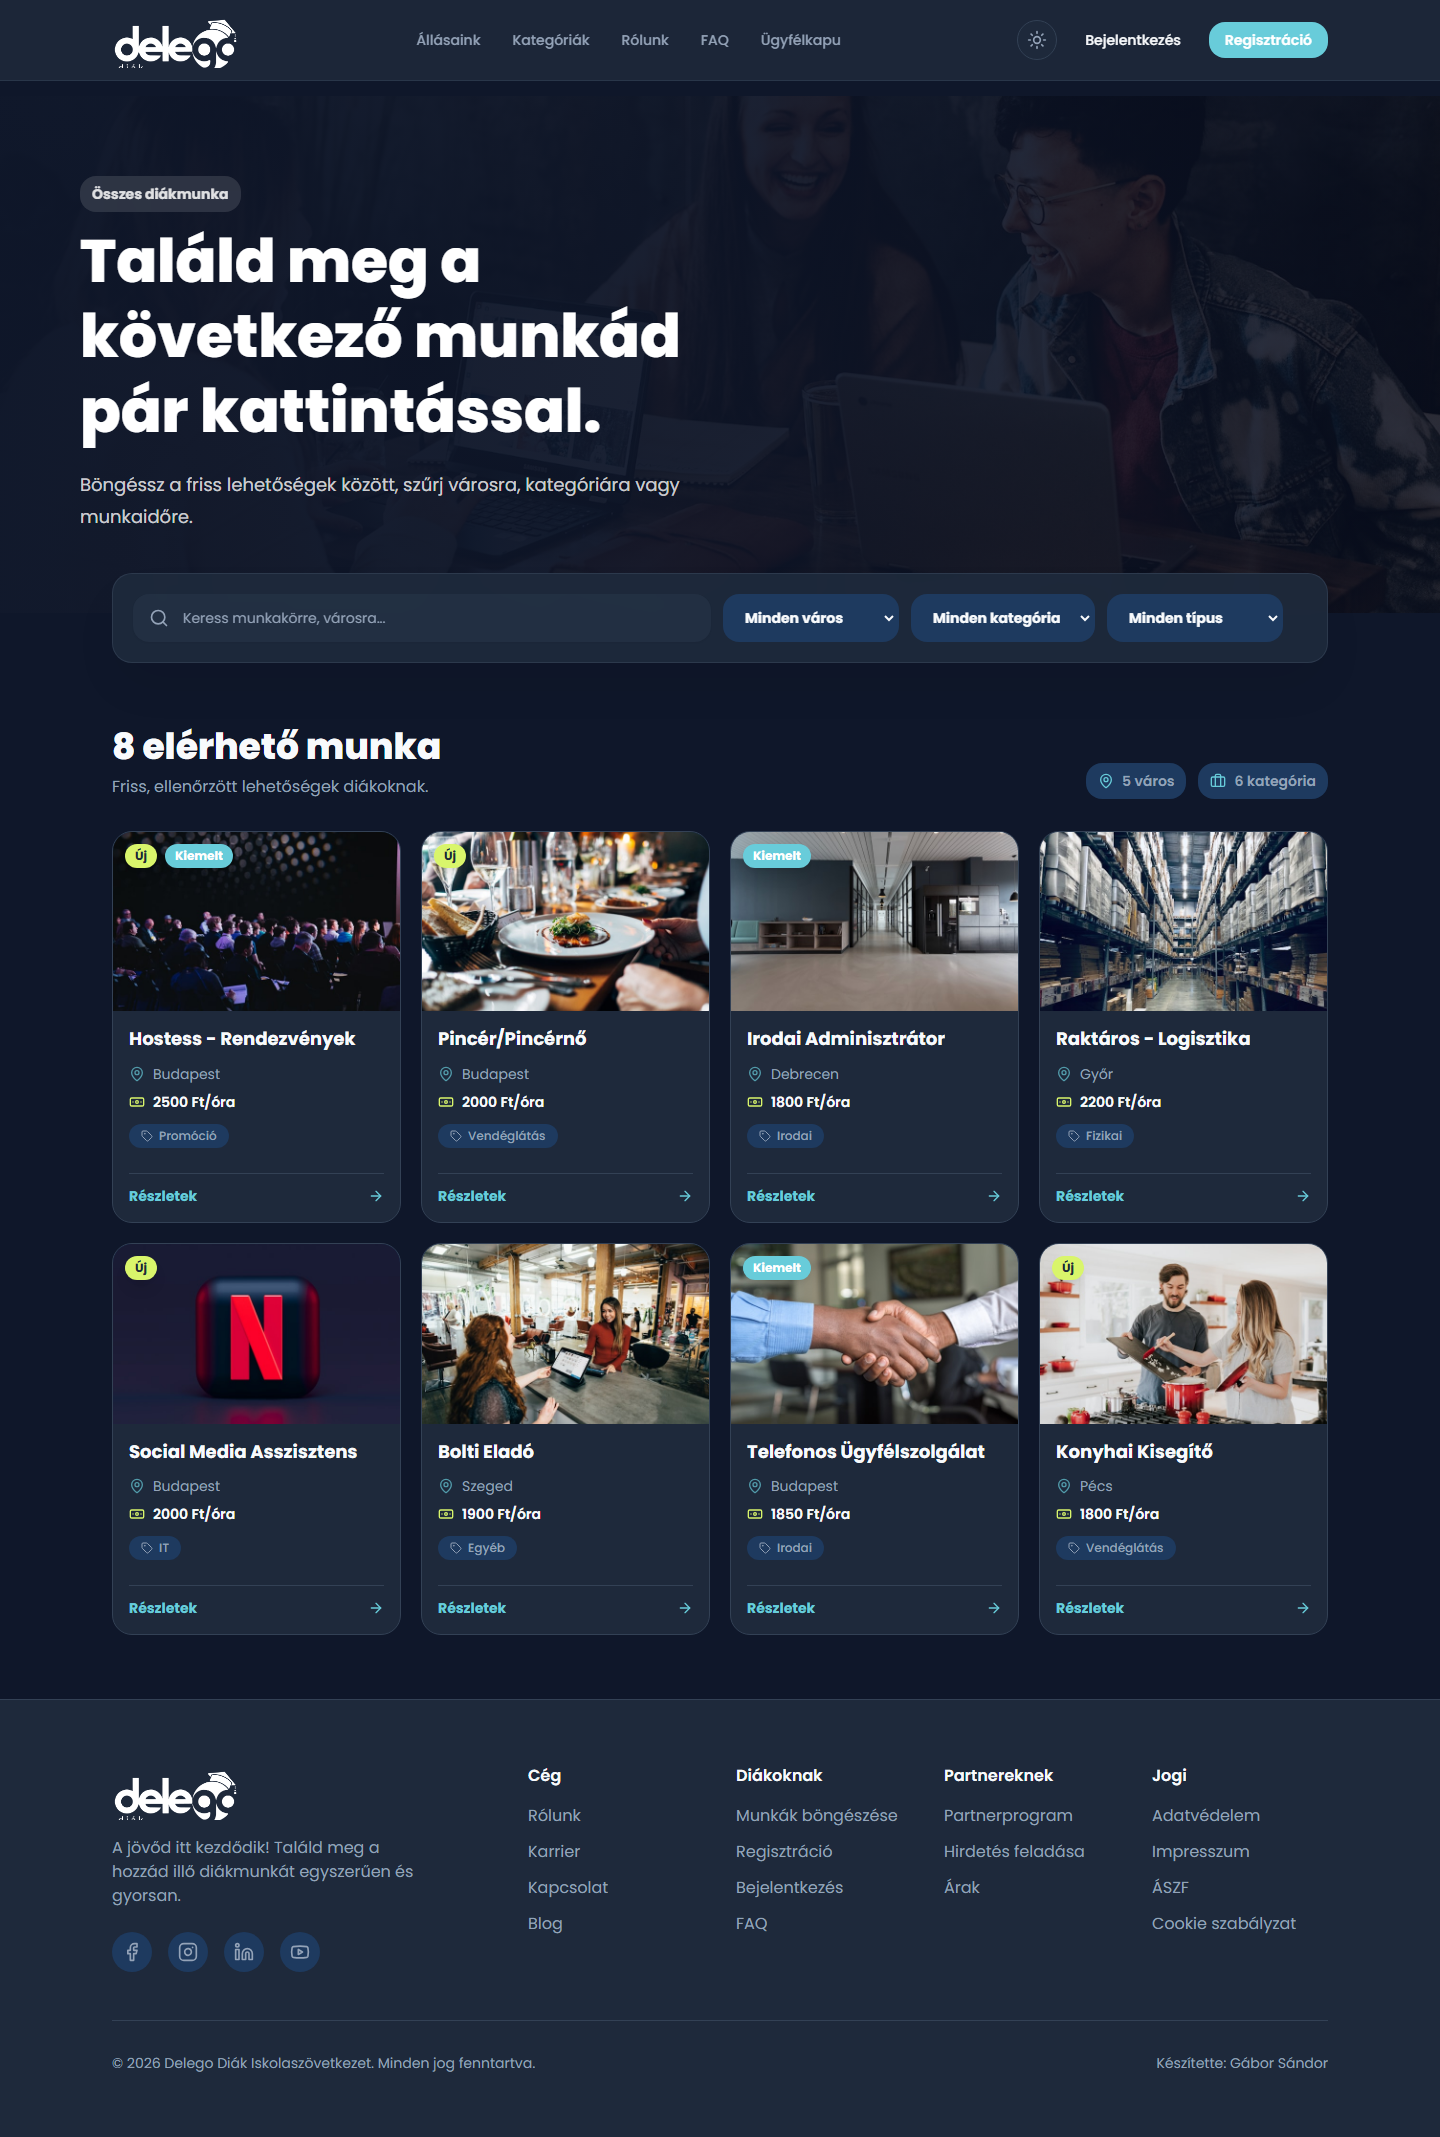 delego
diák
Állásaink
Kategóriák
Rólunk
FAQ
Ügyfélkapu
Bejelentkezés
Regisztráció
Összes diákmunka
Találd meg a
következő munkád
pár kattintással.
Böngéssz a friss lehetőségek között, szűrj városra, kategóriára vagy
munkaidőre.
Keress munkakörre, városra...
Minden város
Minden kategória
Minden típus
8 elérhető munka
Friss, ellenőrzött lehetőségek diákoknak.
5 város
6 kategória
Új
Kiemelt
Új
Kiemelt
Hostess - Rendezvények
Budapest
2500 Ft/óra
Promóció
Részletek
Pincér/Pincérnő
Budapest
2000 Ft/óra
Vendéglátás
Részletek
Irodai Adminisztrátor
Debrecen
1800 Ft/óra
Irodai
Részletek
Raktáros - Logisztika
Győr
2200 Ft/óra
Fizikai
Részletek
Új
N
Kiemelt
Új
Social Media Asszisztens
Budapest
2000 Ft/óra
IT
Részletek
Bolti Eladó
Szeged
1900 Ft/óra
Egyéb
Részletek
Telefonos Ügyfélszolgálat
Budapest
1850 Ft/óra
Irodai
Részletek
Konyhai Kisegítő
Pécs
1800 Ft/óra
Vendéglátás
Részletek
delego
diák
A jövőd itt kezdődik! Találd meg a
hozzád illő diákmunkát egyszerűen és
gyorsan.
Cég
Rólunk
Karrier
Kapcsolat
Blog
Diákoknak
Munkák böngészése
Regisztráció
Bejelentkezés
FAQ
Partnereknek
Partnerprogram
Hirdetés feladása
Árak
Jogi
Adatvédelem
Impresszum
ÁSZF
Cookie szabályzat
© 2026 Delego Diák Iskolaszövetkezet. Minden jog fenntartva.
Készítette: Gábor Sándor